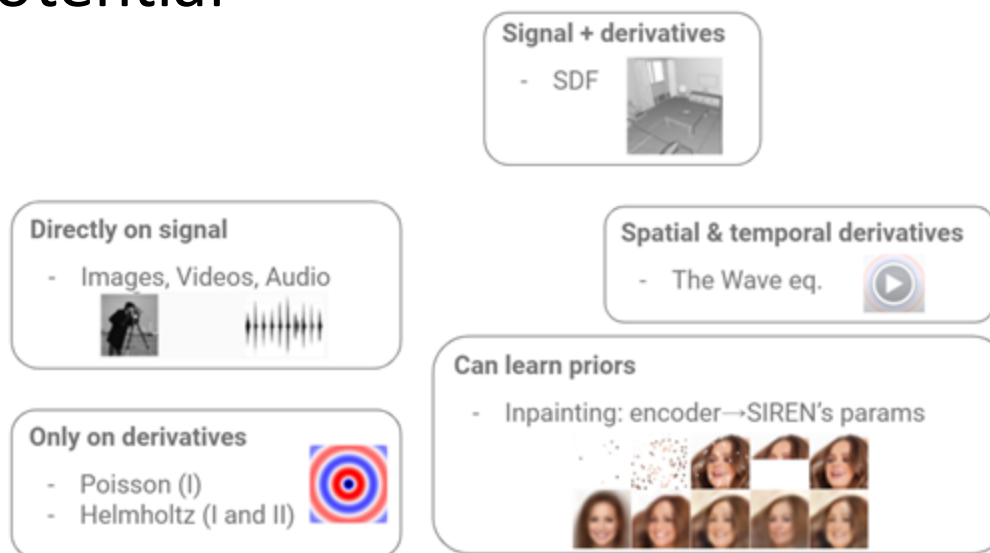 otential
Signal + derivatives
- SDF
Directly on signal
- Images, Videos, Audio
Spatial & temporal derivatives
- The Wave eq.
Only on derivatives
- Poisson (I)
- Helmholtz (I and II)
Can learn priors
- Inpainting: encoder→SIREN's params